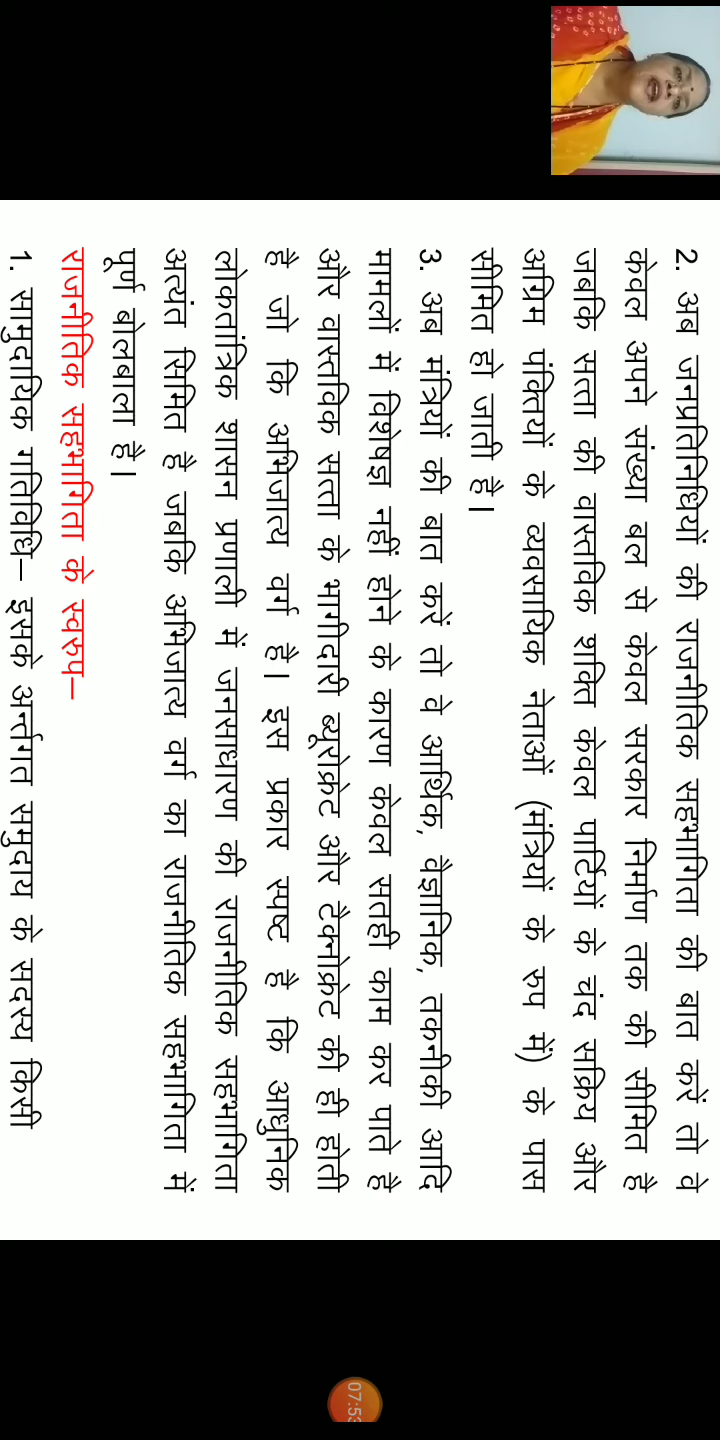 2. अब जनप्रतिनिधियों की राजनीतिक सहभागिता की बात करें तो वे
केवल अपने संख्या बल से केवल सरकार निर्माण तक की सीमित है
जबकि सत्ता की वास्तविक शक्ति केवल पार्टियों के चंद सक्रिय और
अग्रिम पंक्तियों के व्यवसायिक नेताओं (मंत्रियों के रुप में) के पास
सीमित हो जाती है।
3. अब मंत्रियों की बात करें तो वे आर्थिक, वैज्ञानिक, तकनीकी आदि
मामलों में विशेषज्ञ नहीं होने के कारण केवल सतही काम कर पाते है
और वास्तविक सत्ता के भागीदारी ब्युरोक्रेट और टैक्नोक्रेट की ही होती
है जो कि अभिजात्य वर्ग है। इस प्रकार स्पष्ट है कि आधुनिक
लोकतांत्रिक शासन प्रणाली में जनसाधारण की राजनीतिक सहभागिता
अत्यंत सिमित है जबकि अभिजात्य वर्ग का राजनीतिक सहभागिता में
पूर्ण बोलबाला है।
राजनीतिक सहभागिता के स्वरुप–
1. सामुदायिक गतिविधि– इसके अर्न्तगत समुदाय के सदस्य किसी